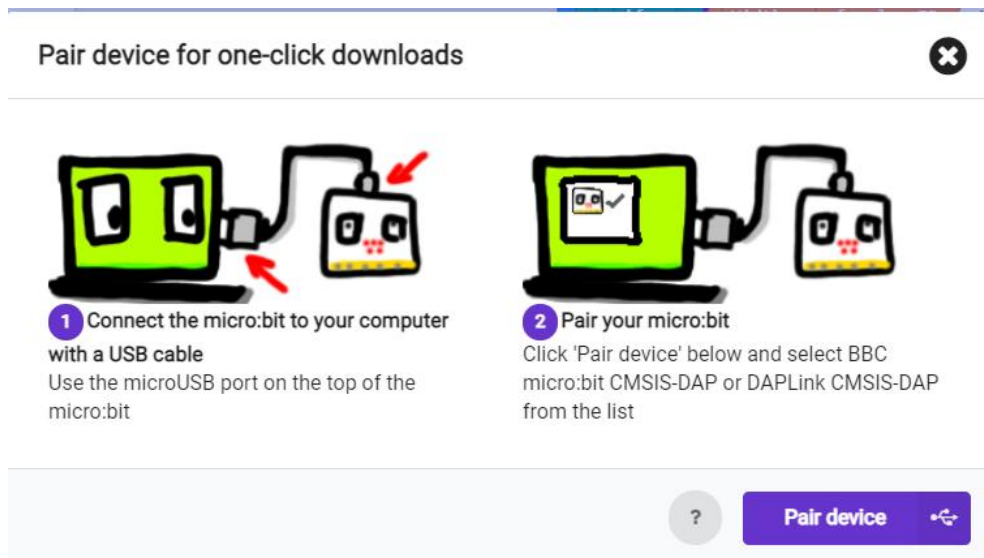 Pair device for one-click downloads
1 Connect the micro:bit to your computer
with a USB cable
Use the microUSB port on the top of the
micro:bit
2 Pair your micro:bit
Click 'Pair device' below and select BBC
micro:bit CMSIS-DAP or DAPLink CMSIS-DAP
from the list
?
Pair device